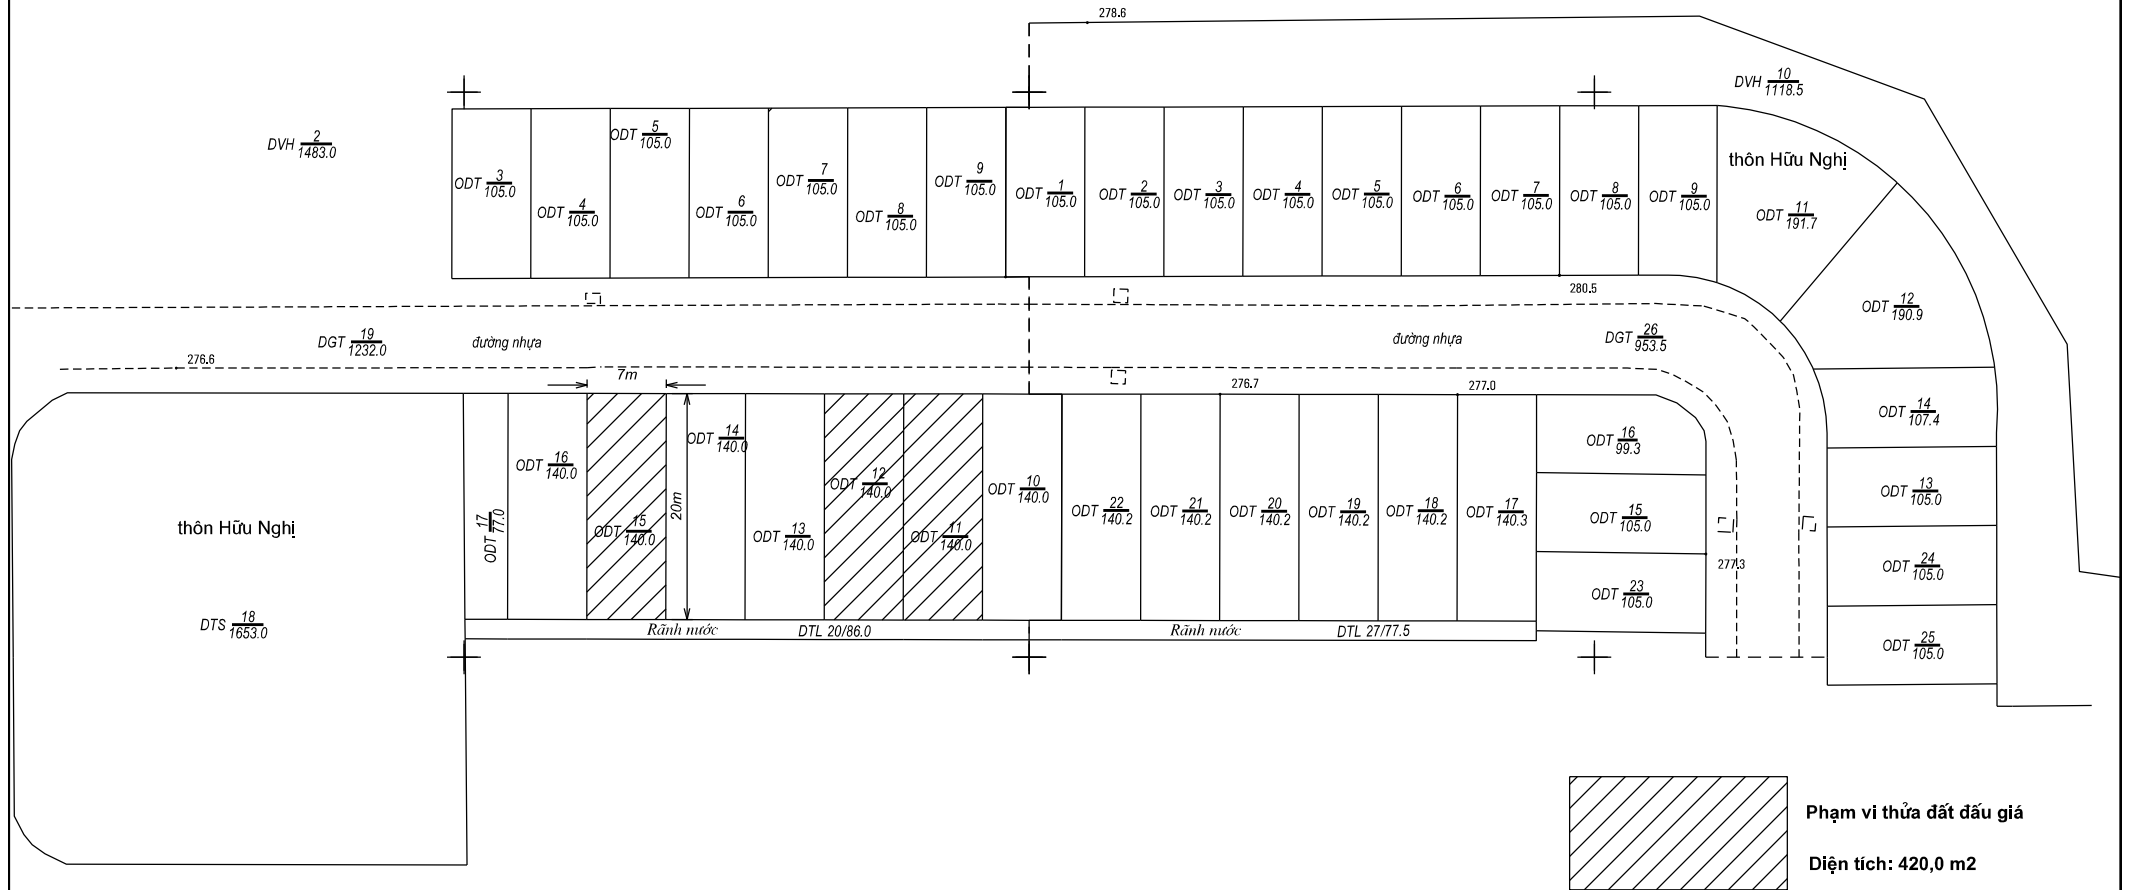 278.6
DVH 10
1118.5
DVH 2
1483.0
ODT 3
105.0
ODT 4
105.0
ODT 5
105.0
ODT 6
105.0
ODT 7
105.0
ODT 8
105.0
ODT 9
105.0
ODT 1
105.0
ODT 2
105.0
ODT 3
105.0
ODT 4
105.0
ODT 5
105.0
ODT 6
105.0
ODT 7
105.0
ODT 8
105.0
ODT 9
105.0
thôn Hữu Nghị
ODT 11
191.7
ODT 12
190.9
280.5
DGT 19
1232.0
đường nhựa
đường nhựa
DGT 26
953.5
276.6
7m
276.7
277.0
ODT 14
107.4
ODT 13
105.0
ODT 24
105.0
ODT 25
105.0
thôn Hữu Nghị
DTS 18
1653.0
ODT 17
77.0
ODT 16
140.0
ODT 15
140.0
20m
ODT 14
140.0
ODT 13
140.0
ODT 12
140.0
ODT 11
140.0
ODT 10
140.0
ODT 22
140.2
ODT 21
140.2
ODT 20
140.2
ODT 19
140.2
ODT 18
140.2
ODT 17
140.3
ODT 16
99.3
ODT 15
105.0
ODT 23
105.0
277.3
Rãnh nước
DTL 20/86.0
Rãnh nước
DTL 27/77.5
Phạm vi thửa đất đấu giá
Diện tích: 420,0 m2